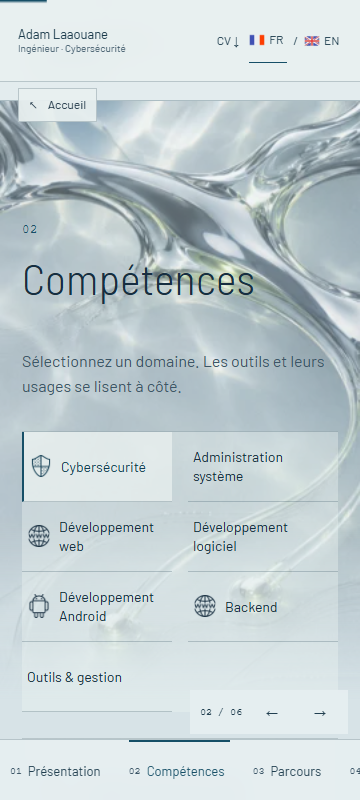 Adam Laaouane
Ingénieur · Cybersécurité
CV ↓ FR / EN
↖ Accueil
02
Compétences
Sélectionnez un domaine. Les outils et leurs
usages se lisent à côté.
Cybersécurité
Administration
système
Développement
web
Développement
logiciel
Développement
Android
Backend
Outils & gestion
02 / 06 ← →
01 Présentation 02 Compétences 03 Parcours 04